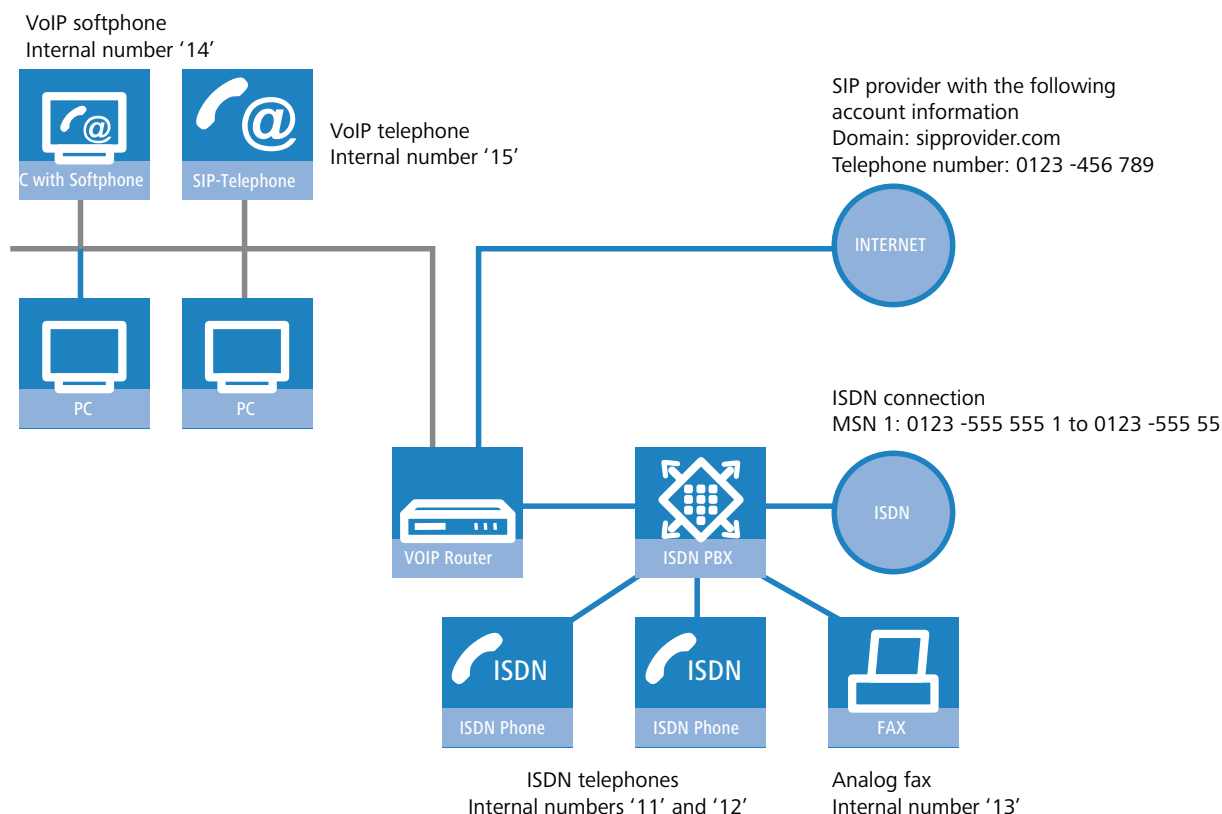 VoIP softphone
Internal number ‘14’
C with Softphone
SIP-Telephone
@
@
VoIP telephone
Internal number ‘15’
SIP provider with the following
account information
Domain: sipprovider.com
Telephone number: 0123 -456 789
INTERNET
PC
PC
ISDN connection
MSN 1: 0123 -555 555 1 to 0123 -555 55
ISDN
VOIP Router
ISDN PBX
ISDN
ISDN
ISDN Phone
ISDN Phone
FAX
ISDN telephones
Internal numbers ‘11’ and ‘12’
Analog fax
Internal number ‘13’